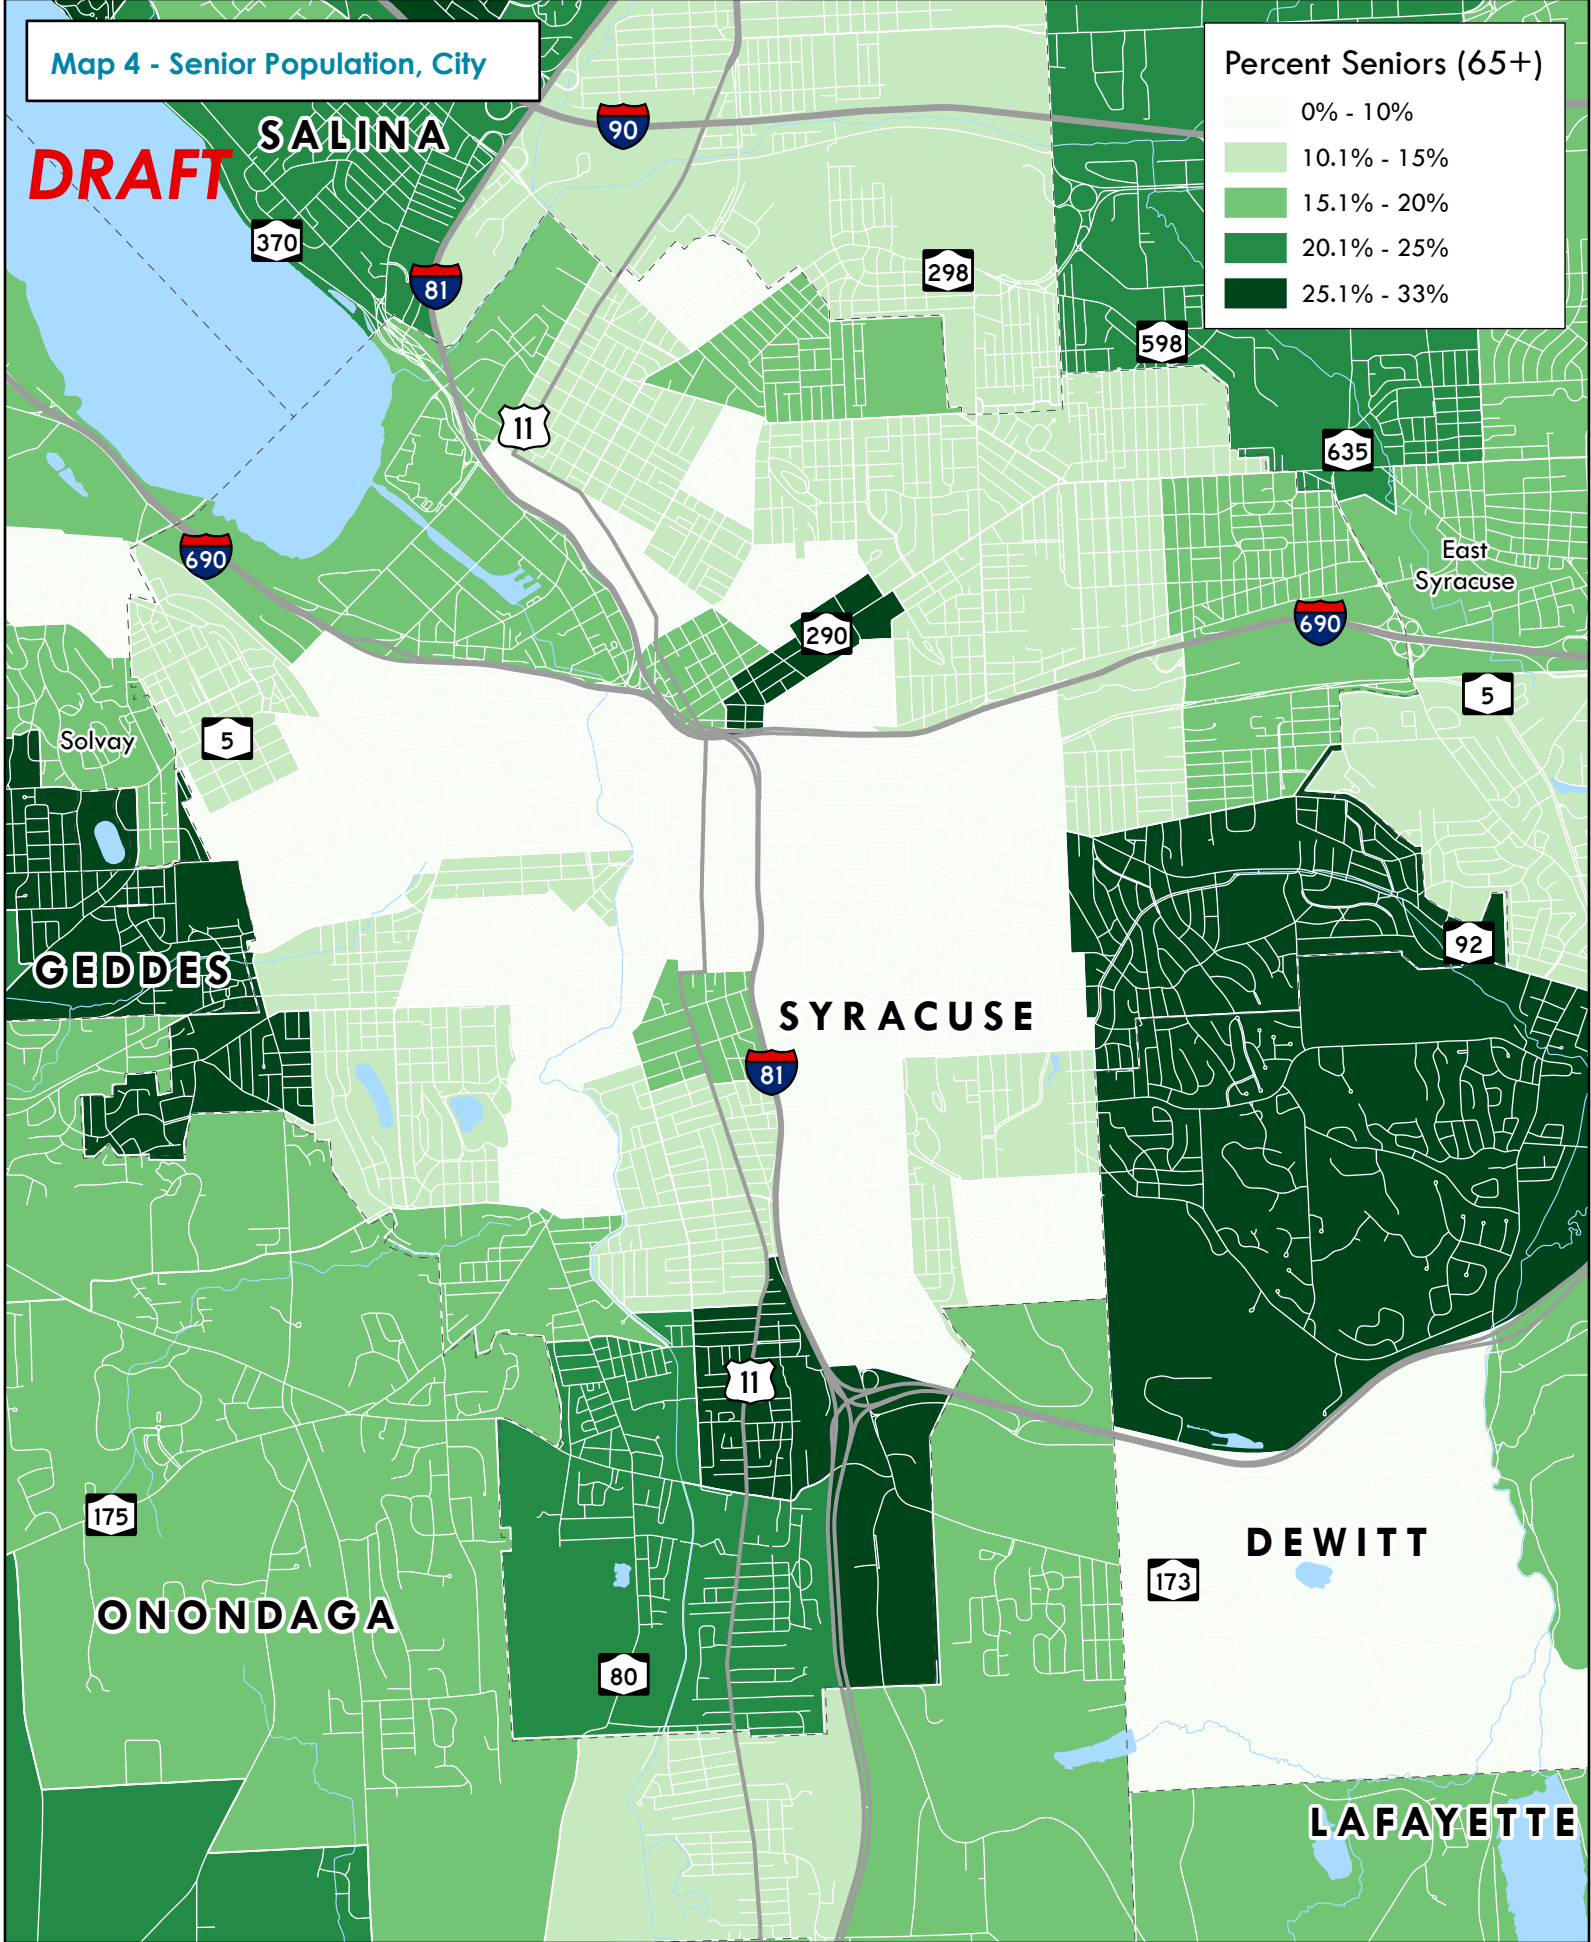 Map 4 - Senior Population, City
Percent Seniors (65+)
0% - 10%
10.1% - 15%
15.1% - 20%
20.1% - 25%
25.1% - 33%
DRAFT
SALINA
90
370
81
298
598
11
635
690
East
Syracuse
290
690
5
Solvay
5
GEDDES
92
SYRACUSE
81
11
175
DEWITT
173
ONONDAGA
80
LAFAYETTE